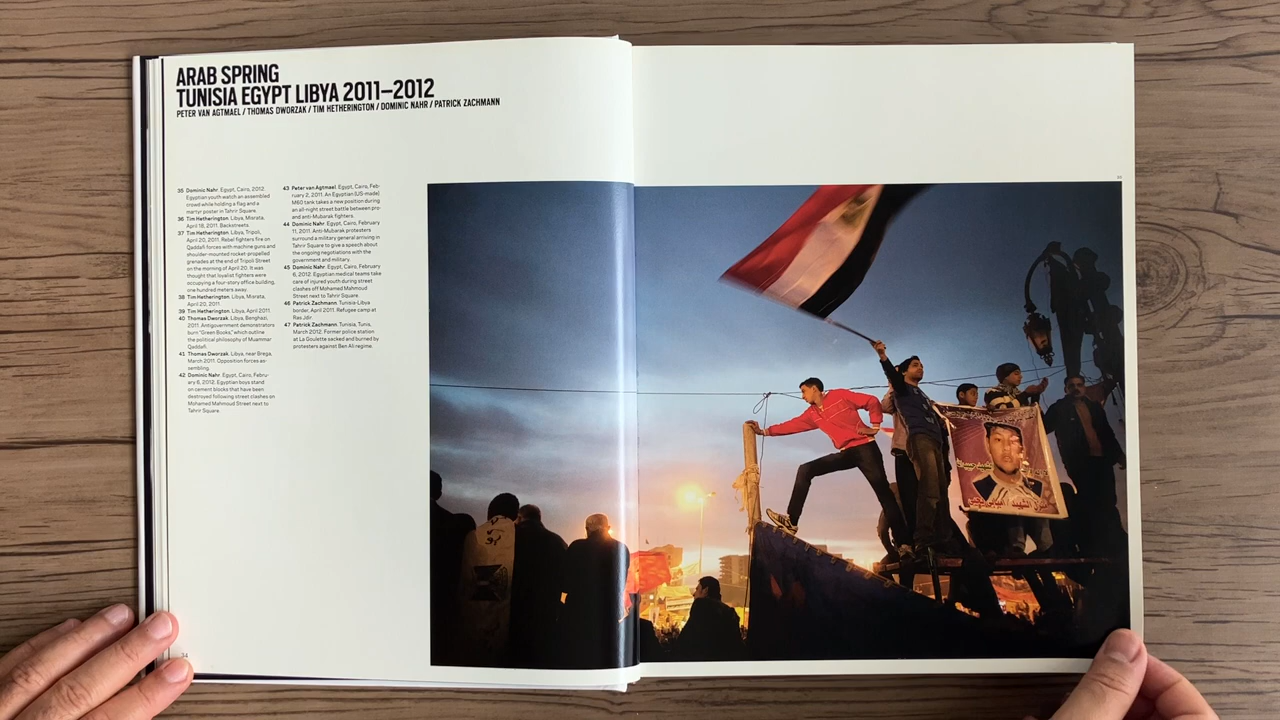 ARAB SPRING
TUNISIA EGYPT LIBYA 2011–2012
PETER VAN AGTMAEL / THOMAS DWORZAK / TIM HETHERINGTON / DOMINIC NAHR / PATRICK ZACHMANN
35 Dominic Nahr. Egypt, Cairo, 2012.
Egyptian youth watch an assembled
crowd while holding a flag and a
martyr poster in Tahrir Square.
36 Tim Hetherington. Libya, Misrata,
April 18, 2011. Backstreets.
37 Tim Hetherington. Libya, Tripoli,
April 20, 2011. Rebel fighters fire on
Qaddafi forces with machine guns and
shoulder-mounted rocket-propelled
grenades at the end of Tripoli Street
on the morning of April 20. It was
thought that loyalist fighters were
occupying a four-story office building,
one hundred meters away.
38 Tim Hetherington. Libya, Misrata,
April 20, 2011.
39 Tim Hetherington. Libya, April 2011.
40 Thomas Dworzak. Libya, Benghazi,
2011. Antigovernment demonstrators
burn "Green Books," which outline
the political philosophy of Muammar
Qaddafi.
41 Thomas Dworzak. Libya, near Brega,
March 2011. Opposition forces as-
sembling.
42 Dominic Nahr. Egypt, Cairo, Febru-
ary 6, 2012. Egyptian boys stand
on cement blocks that have been
destroyed following street clashes on
Mohamed Mahmoud Street next to
Tahrir Square.
43 Peter van Agtmael. Egypt, Cairo, Feb-
ruary 2, 2011. An Egyptian (US-made)
M60 tank takes a new position during
an all-night street battle between pro-
and anti-Mubarak fighters.
44 Dominic Nahr. Egypt, Cairo, February
11, 2011. Anti-Mubarak protesters
surround a military general arriving in
Tahrir Square to give a speech about
the ongoing negotiations with the
government and military.
45 Dominic Nahr. Egypt, Cairo, February
6, 2012. Egyptian medical teams take
care of injured youth during street
clashes off Mohamed Mahmoud
Street next to Tahrir Square.
46 Patrick Zachmann. Tunisia-Libya
border, April 2011. Refugee camp at
Ras Jdir.
47 Patrick Zachmann. Tunisia, Tunis,
March 2012. Former police station
at La Goulette sacked and burned by
protesters against Ben Ali regime.
34